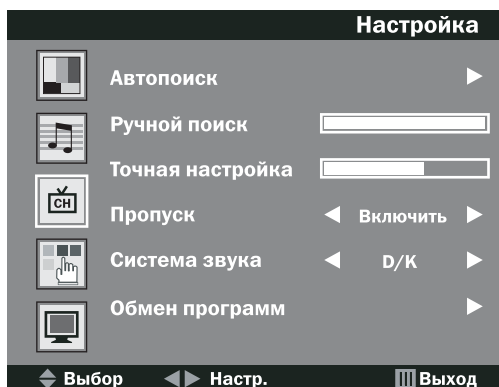 Настройка
Автопоиск
Ручной поиск
Точная настройка
CH
Пропуск Включить
Система звука D/K
Обмен программ
Выбор Настр. Выход